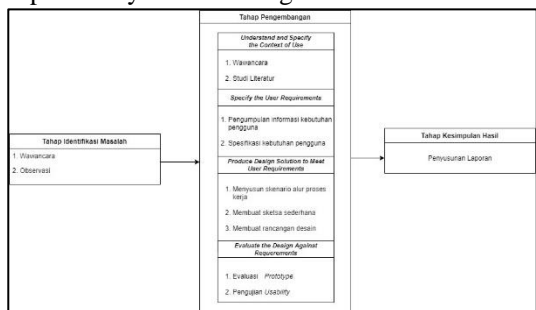 Tahap Identifikasi Masalah
1. Wawancara
2. Observasi
Tahap Pengembangan
Understand and Specify
the Context of Use
1. Wawancara
2. Studi Literatur
Specify the User Requirements
1. Pengumpulan informasi kebutuhan
pengguna
2. Spesifikasi kebutuhan pengguna
Produce Design Solution to Meet
User Requirements
1. Menyusun skenario alur proses
kerja
2. Membuat sketsa sederhana
3. Membuat rancangan desain
Evaluate the Design Against
1. Evaluasi Prototype
2. Pengujian Usability
Tahap Kesimpulan Hasil
Penyusunan Laporan